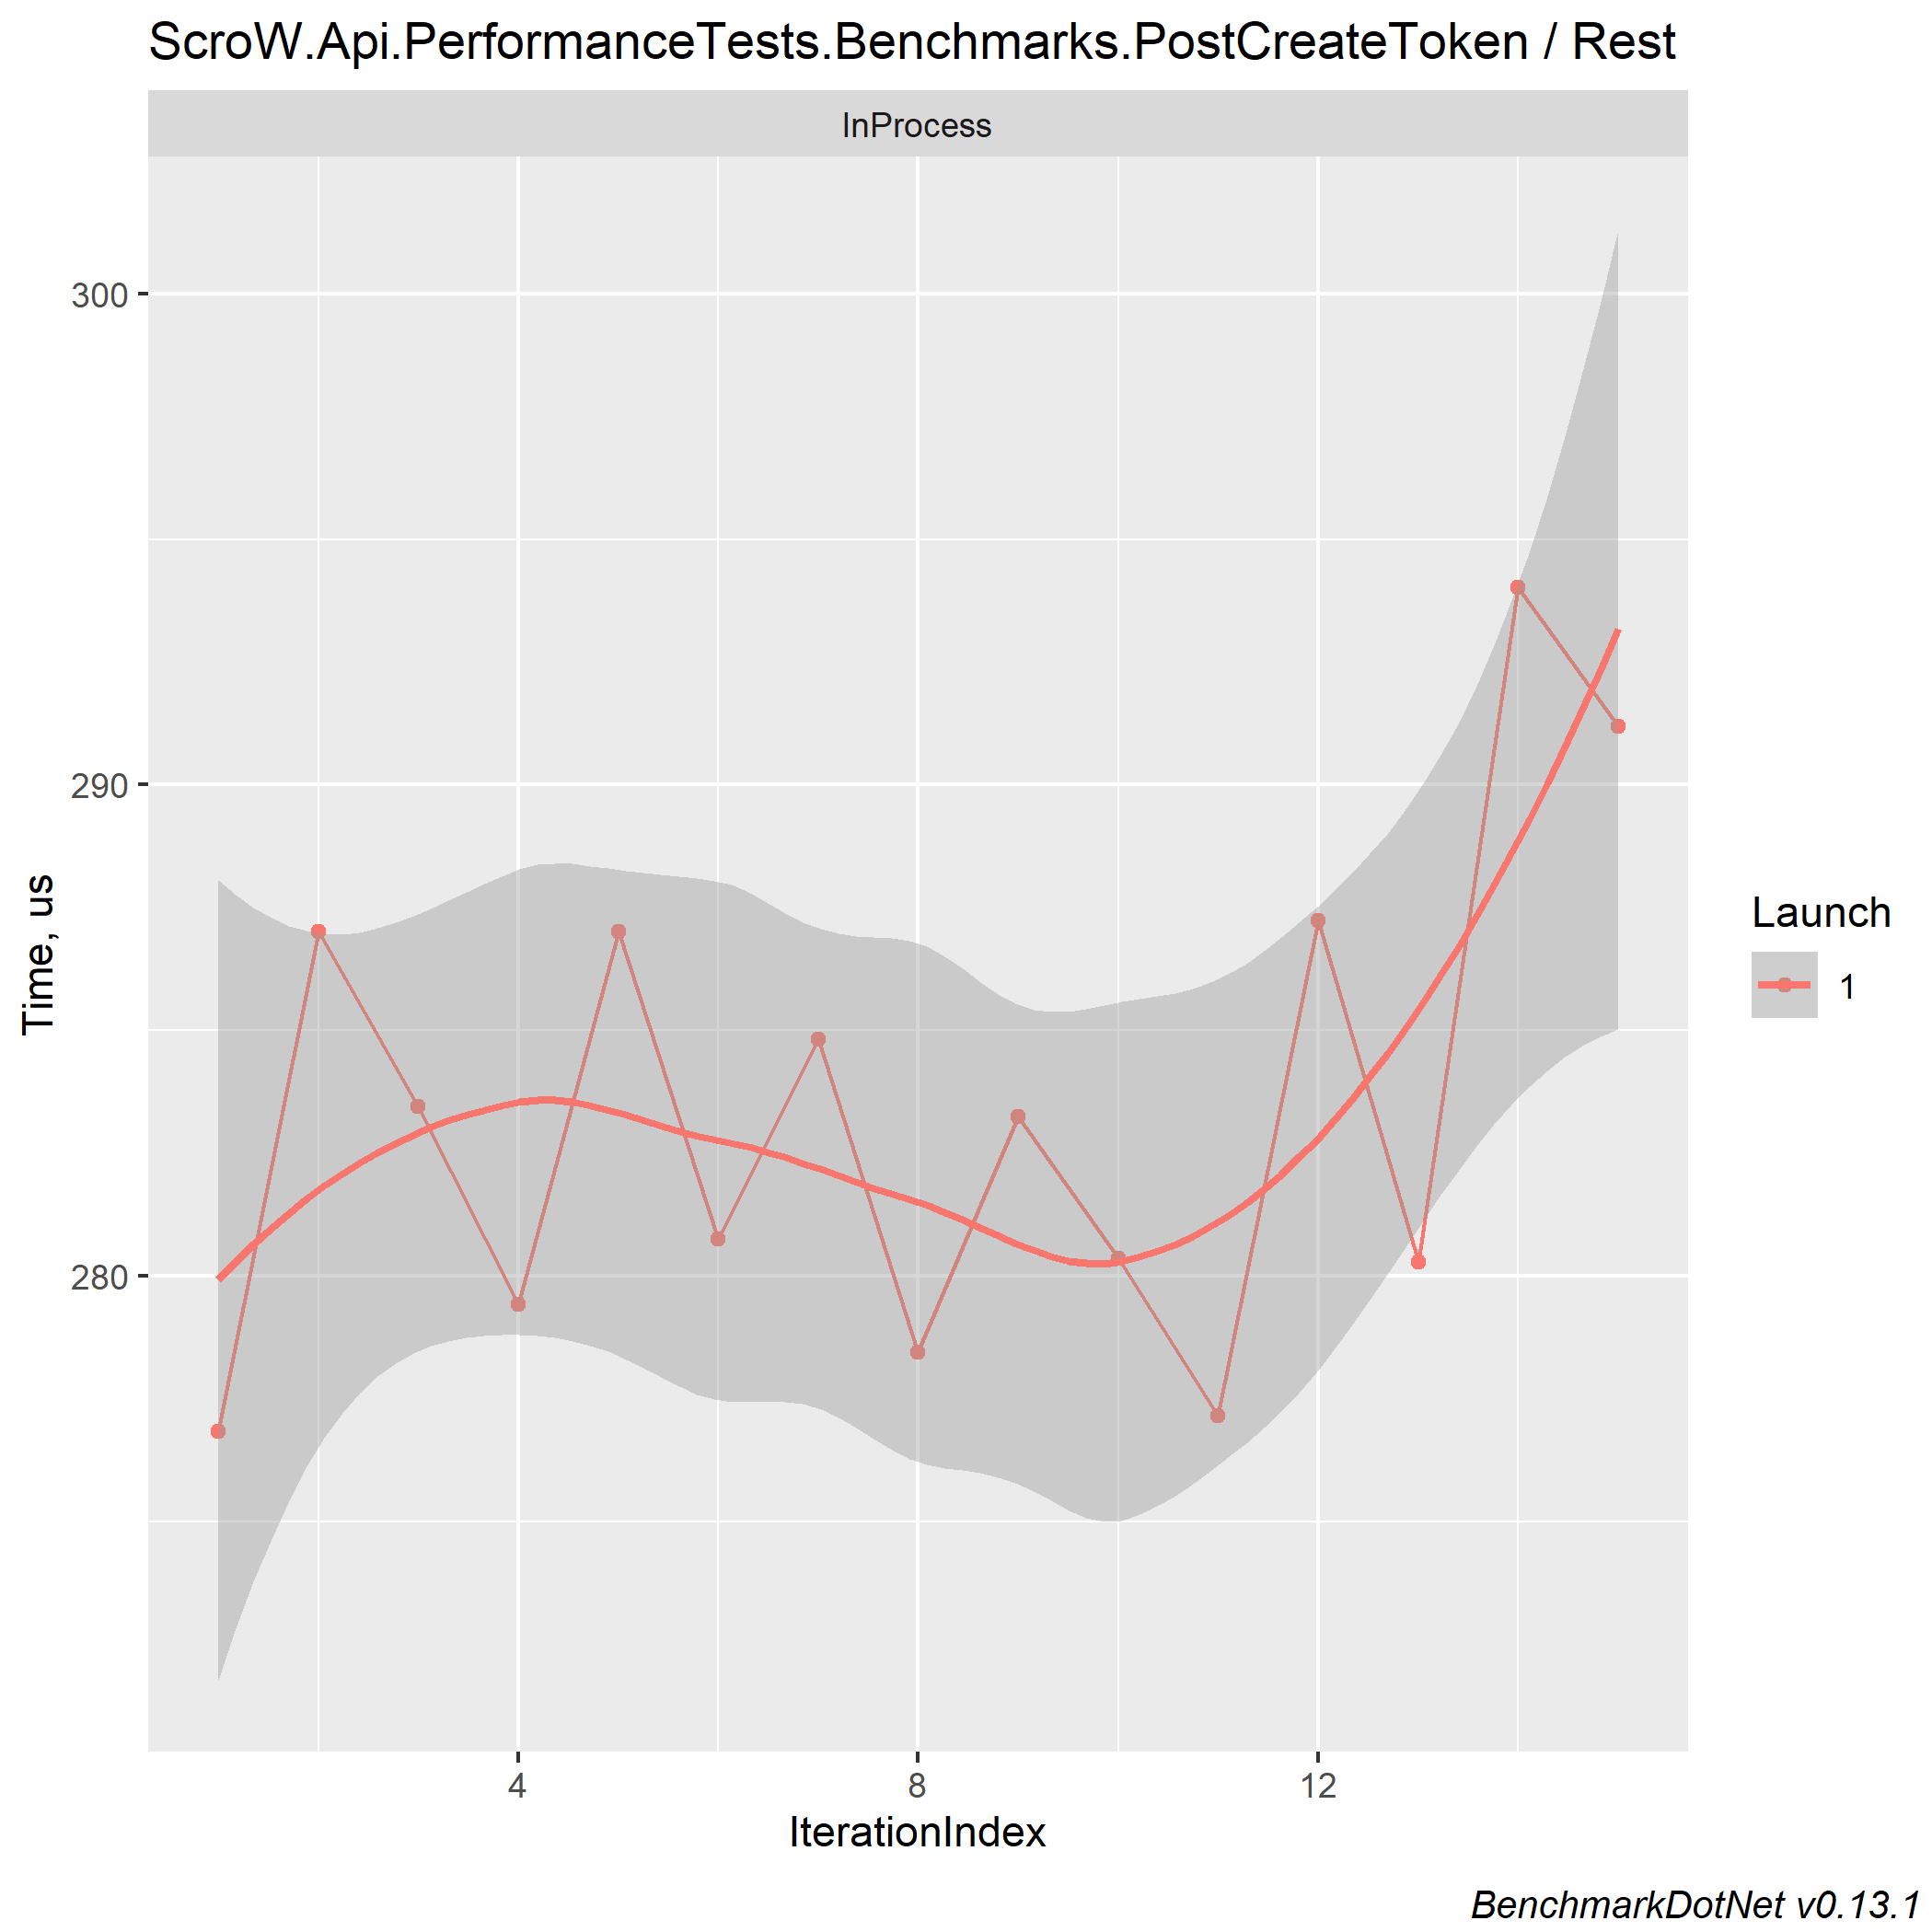 ScroW.Api.PerformanceTests.Benchmarks.PostCreateToken / Rest
InProcess
300
290
280
Time, us
4
8
12
IterationIndex
Launch
1
BenchmarkDotNet v0.13.1